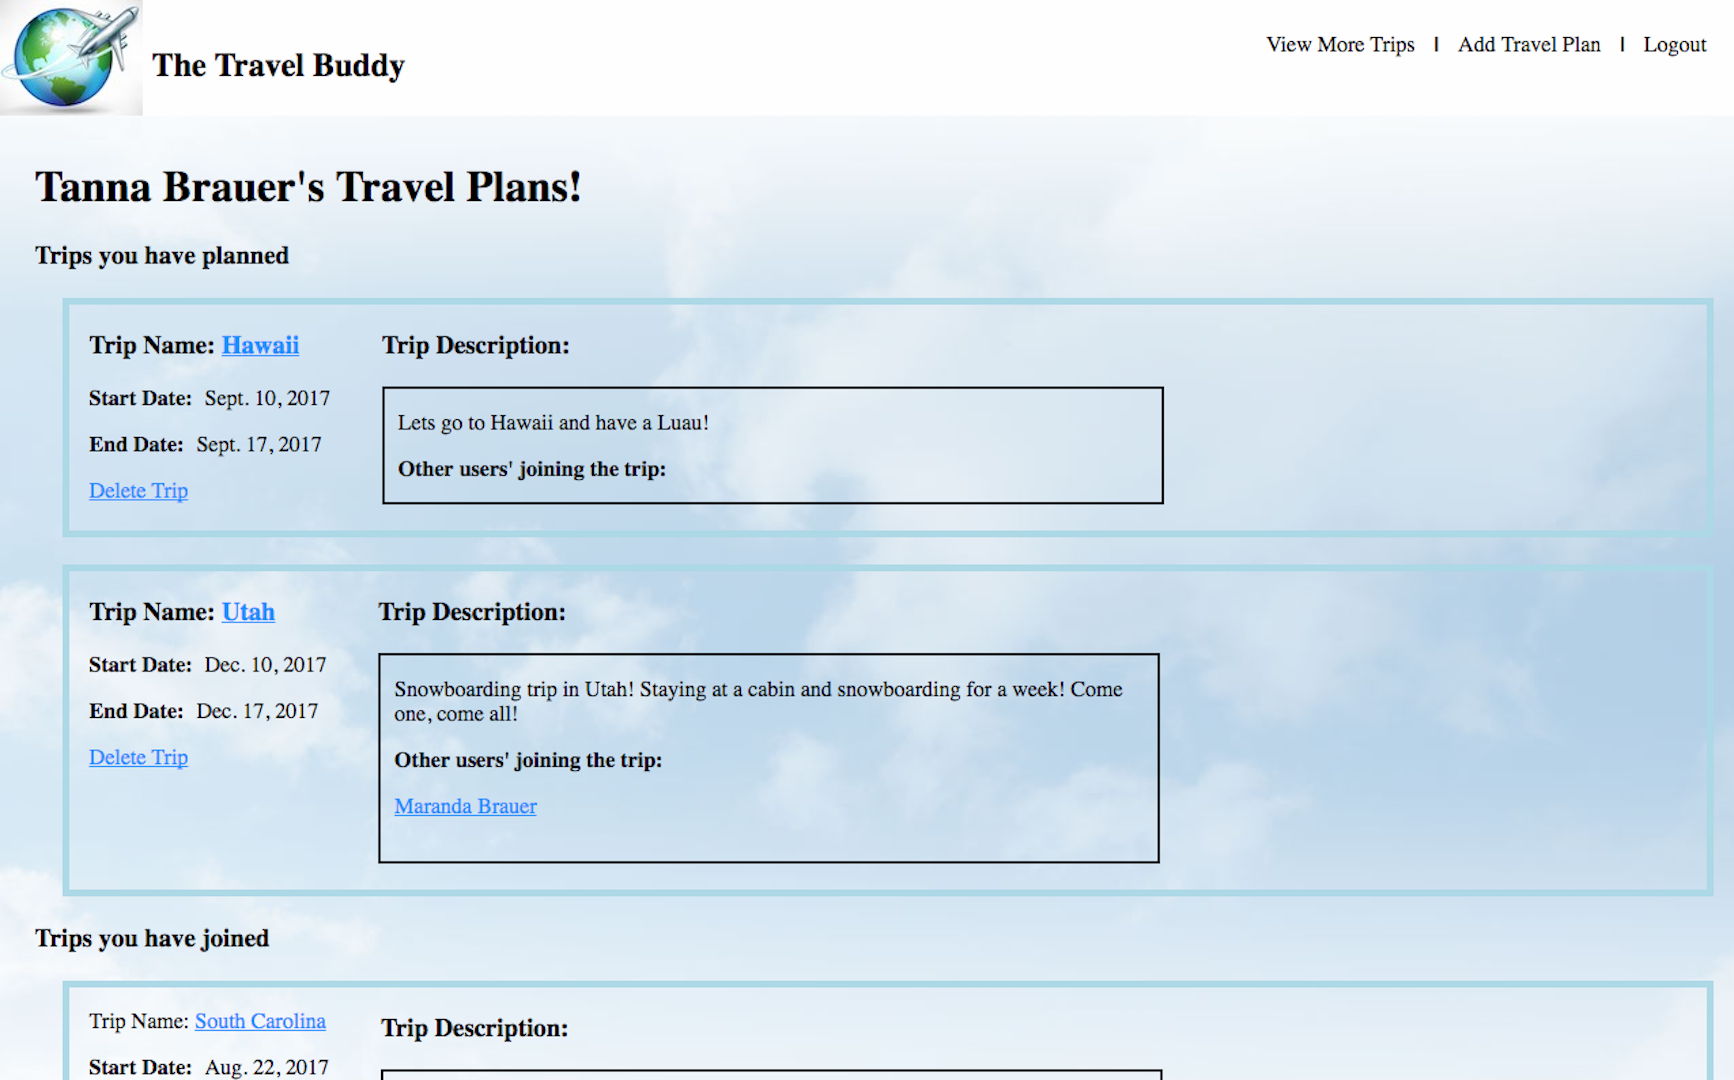 The Travel Buddy
View More Trips | Add Travel Plan | Logout
Tanna Brauer's Travel Plans!
Trips you have planned
Trip Name: Hawaii
Start Date: Sept. 10, 2017
End Date: Sept. 17, 2017
Delete Trip
Trip Description:
Lets go to Hawaii and have a Luau!
Other users' joining the trip:
Trip Name: Utah
Start Date: Dec. 10, 2017
End Date: Dec. 17, 2017
Delete Trip
Trip Description:
Snowboarding trip in Utah! Staying at a cabin and snowboarding for a week! Come
one, come all!
Other users' joining the trip:
Maranda Brauer
Trips you have joined
Trip Name: South Carolina
Start Date: Aug. 22, 2017
Trip Description: